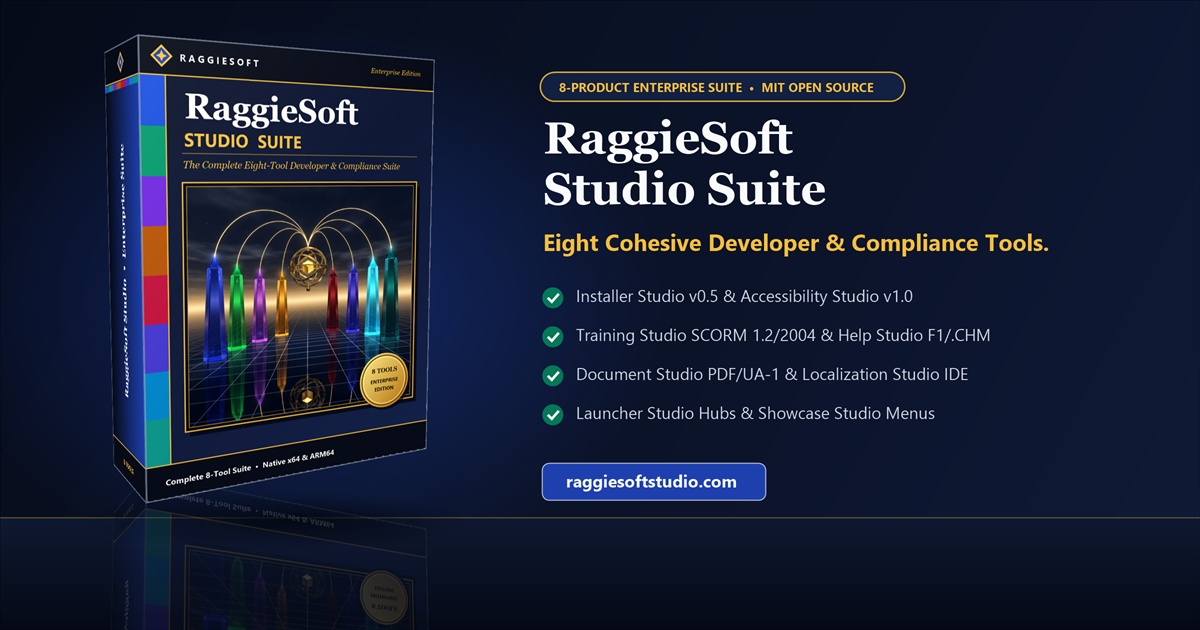 RAGGIESOFT
Enterprise Edition
RaggieSoft
STUDIO SUITE
The Complete Eight-Tool Developer & Compliance Suite
8 TOOLS
ENTERPRISE
EDITION
Complete 8-Tool Suite • Native x64 & ARM64
RaggieSoft Studio • Enterprise Suite
8-PRODUCT ENTERPRISE SUITE • MIT OPEN SOURCE
RaggieSoft
Studio Suite
Eight Cohesive Developer & Compliance Tools.
Installer Studio v0.5 & Accessibility Studio v1.0
Training Studio SCORM 1.2/2004 & Help Studio F1/.CHM
Document Studio PDF/UA-1 & Localization Studio IDE
Launcher Studio Hubs & Showcase Studio Menus
raggiesoftstudio.com